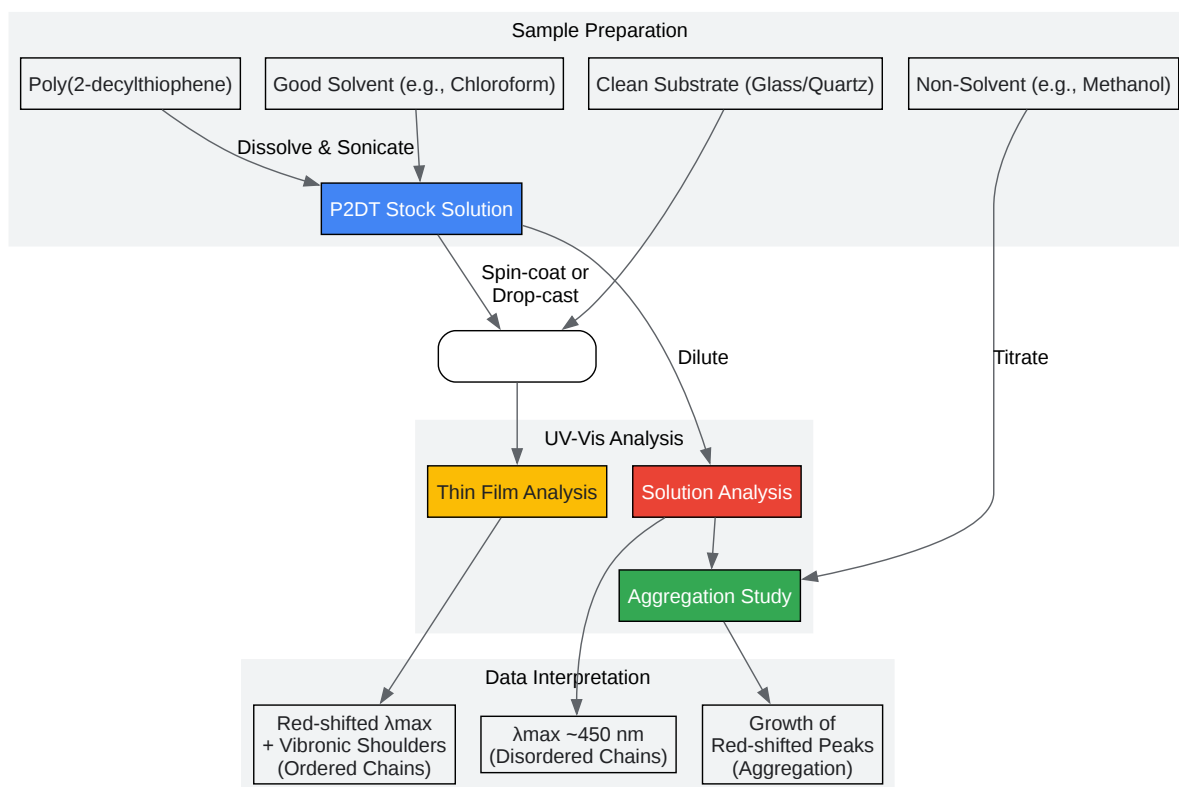 Sample Preparation
Poly(2-decylthiophene)
Good Solvent (e.g., Chloroform)
Clean Substrate (Glass/Quartz)
Non-Solvent (e.g., Methanol)
Dissolve & Sonicate
P2DT Stock Solution
Spin-coat or
Drop-cast
Dilute
Titrate
UV-Vis Analysis
Thin Film Analysis
Solution Analysis
Aggregation Study
Data Interpretation
Red-shifted λmax
+ Vibronic Shoulders
(Ordered Chains)
λmax ~450 nm
(Disordered Chains)
Growth of
Red-shifted Peaks
(Aggregation)